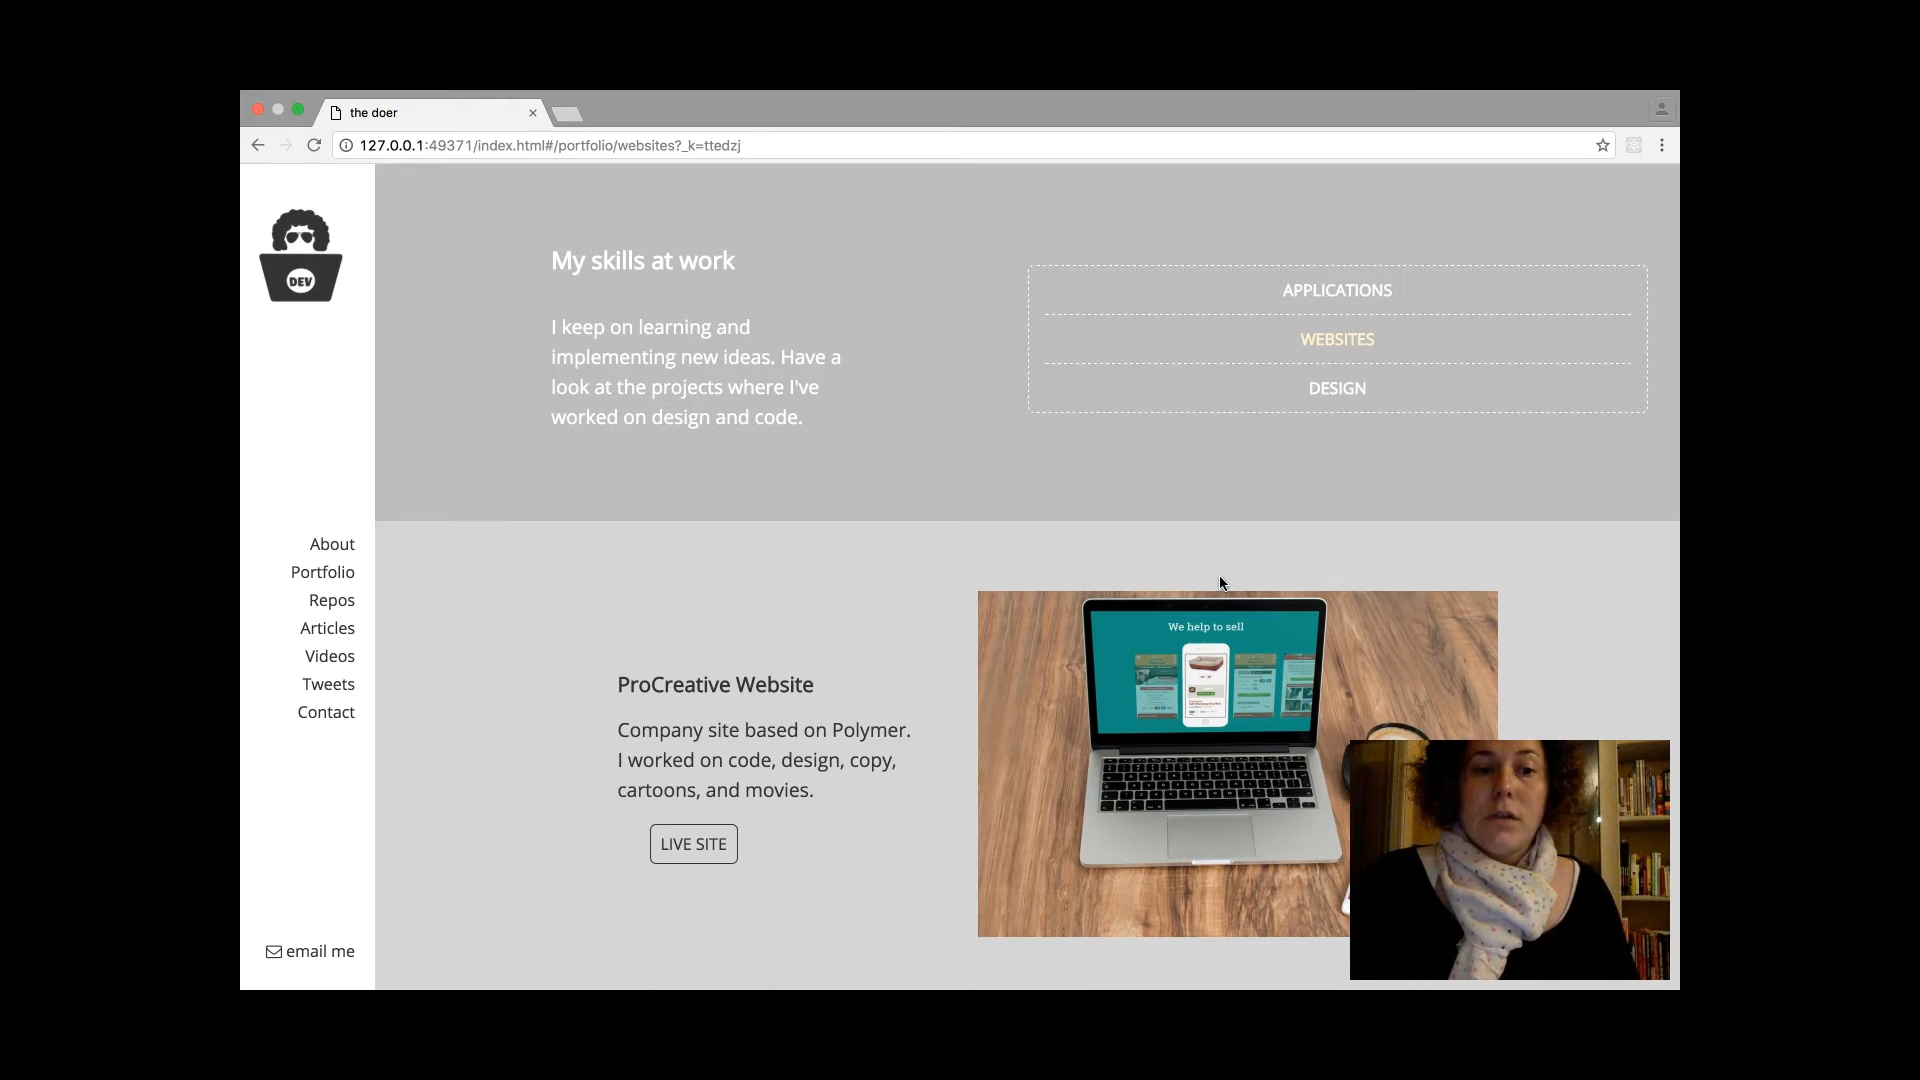 the doer
127.0.0.1:49371/index.html#/portfolio/websites?_k=ttedzj
DEV
My skills at work
I keep on learning and
implementing new ideas. Have a
look at the projects where I've
worked on design and code.
APPLICATIONS
WEBSITES
DESIGN
About
Portfolio
Repos
Articles
Videos
Tweets
Contact
email me
ProCreative Website
Company site based on Polymer.
I worked on code, design, copy,
cartoons, and movies.
LIVE SITE
We help to sell